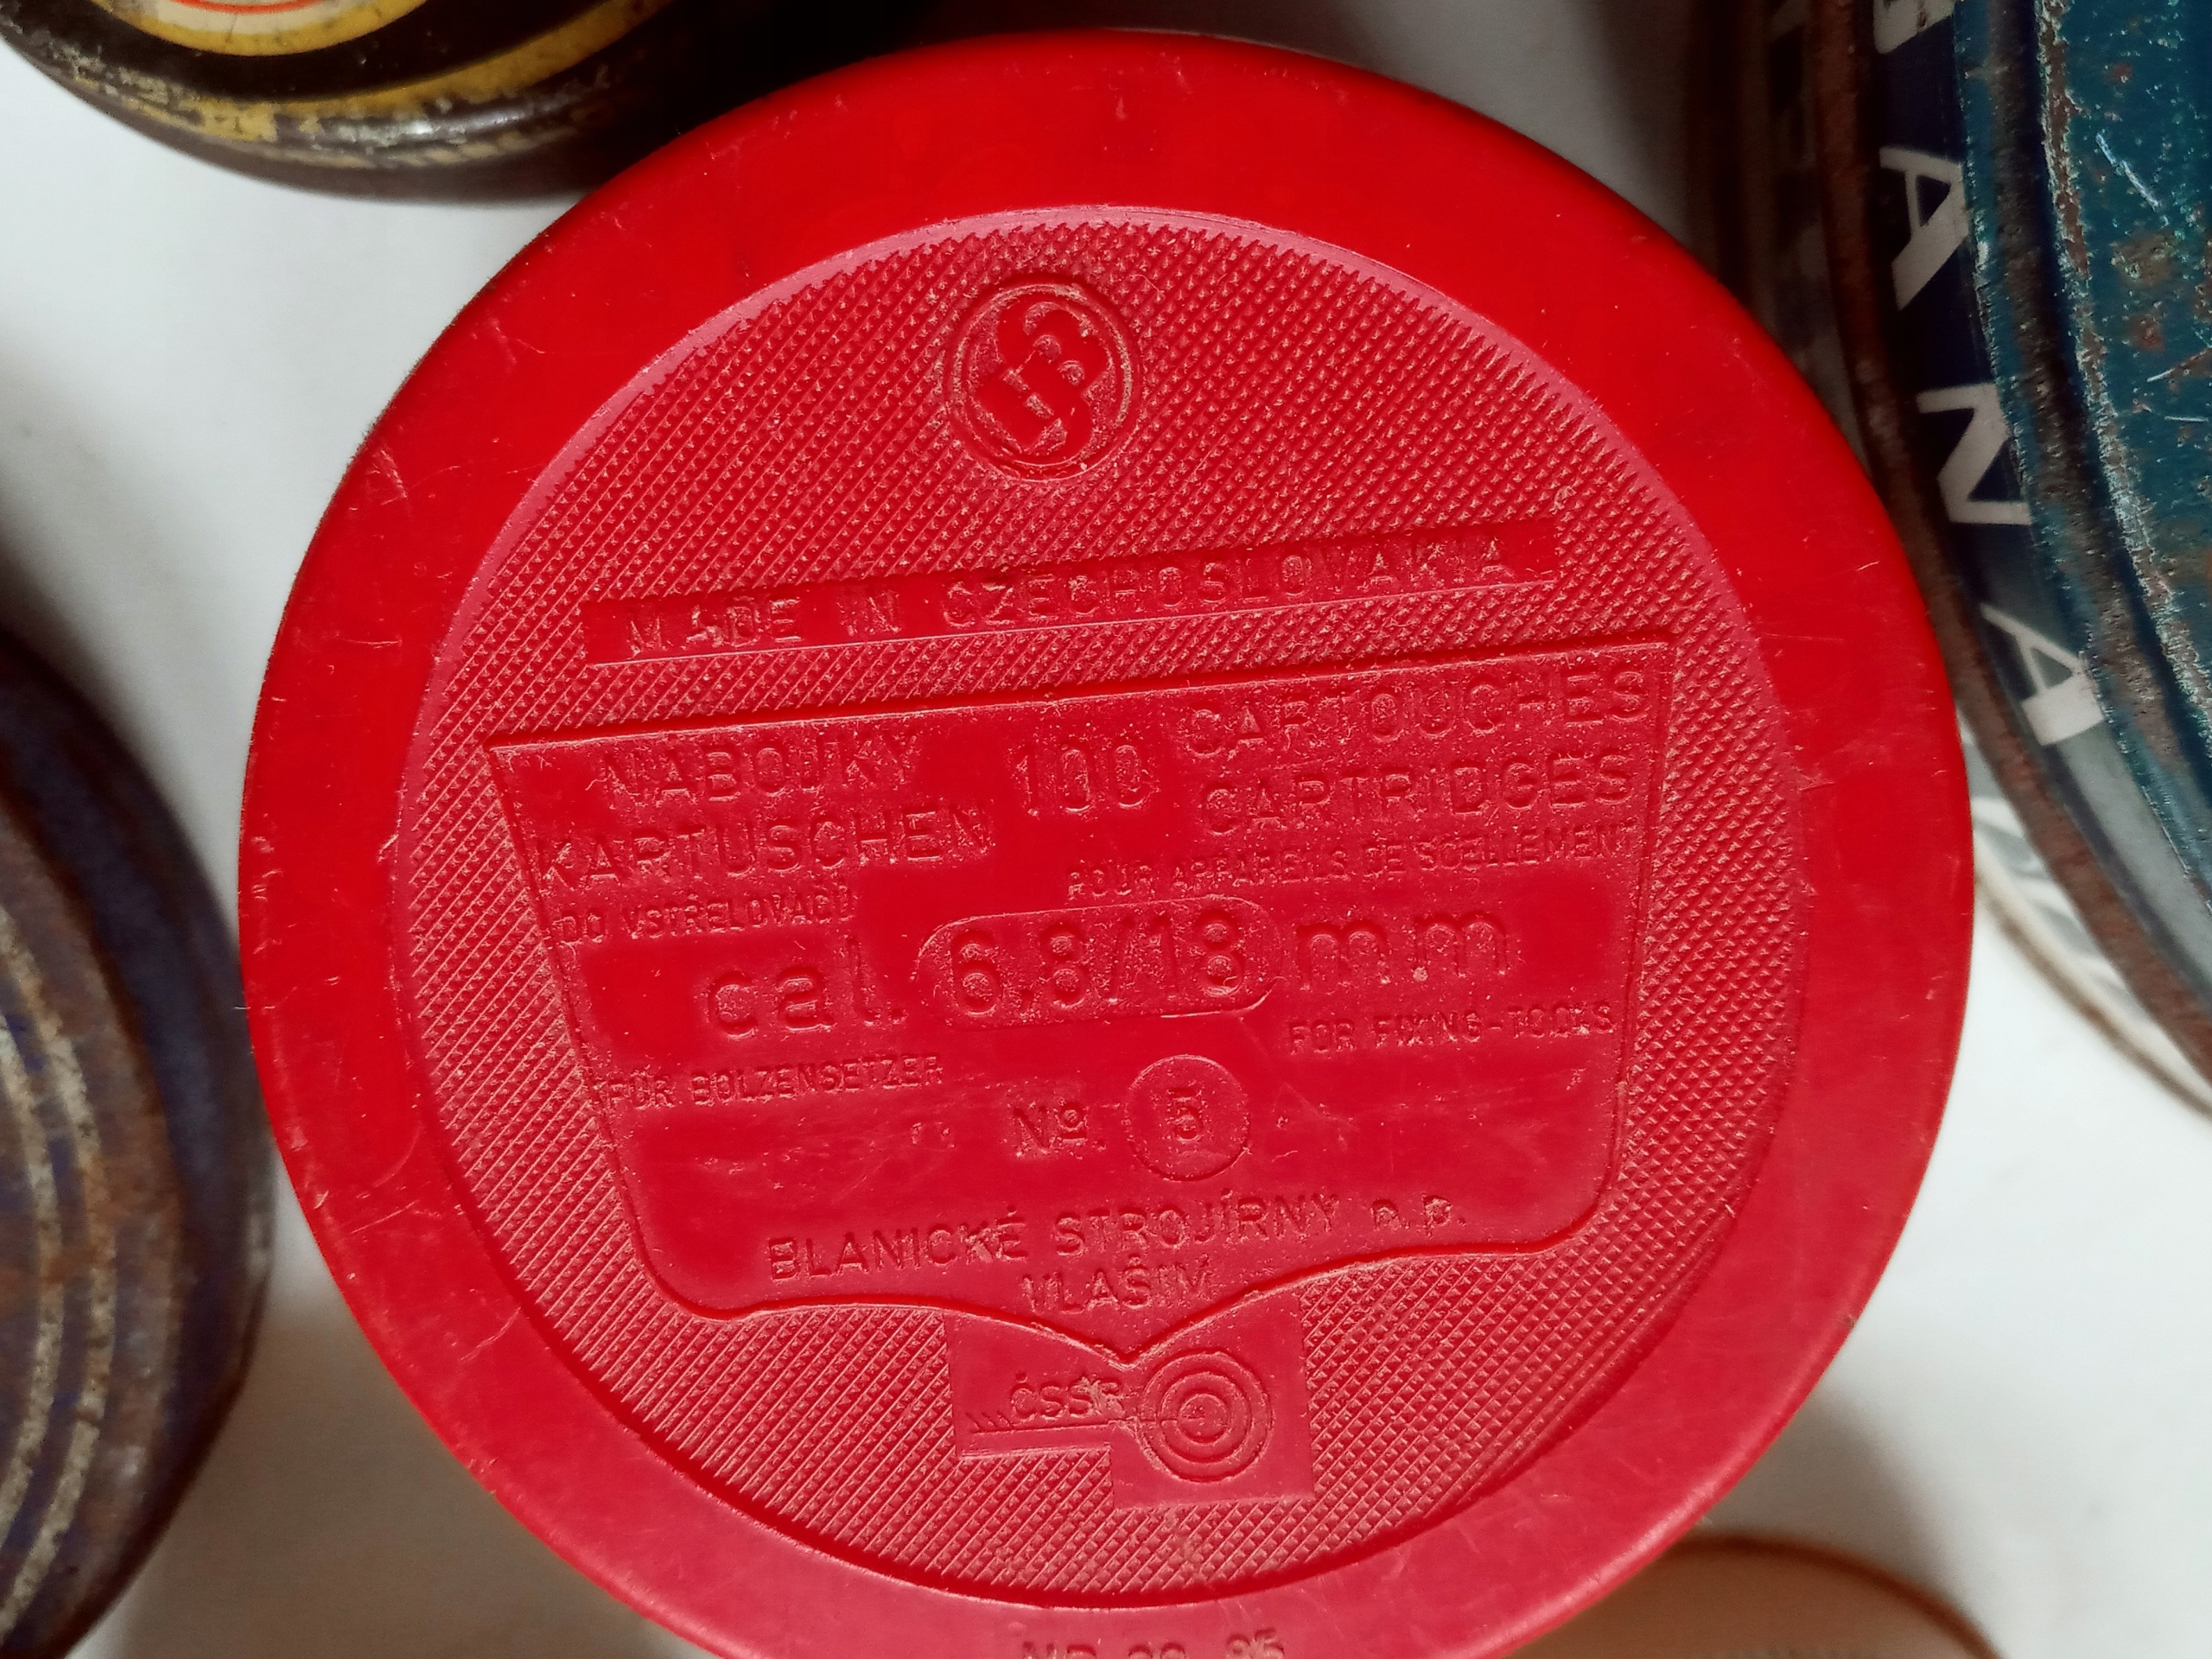 MADE IN CZECHOSLOVAKIA
NÁBOJKY 100 CARTOUCHES
KARTUSCHEN CARTRIDGES
DO VSTŘELOVAČŮ POUR APPAREILS DE SCELLEMENT
cal. 6,8/18 mm
FÜR BOLZENSETZER FOR FIXING-TOOLS
Nº. 5
BLANICKÉ STROJÍRNY n. p.
VLAŠIM
ČSSR